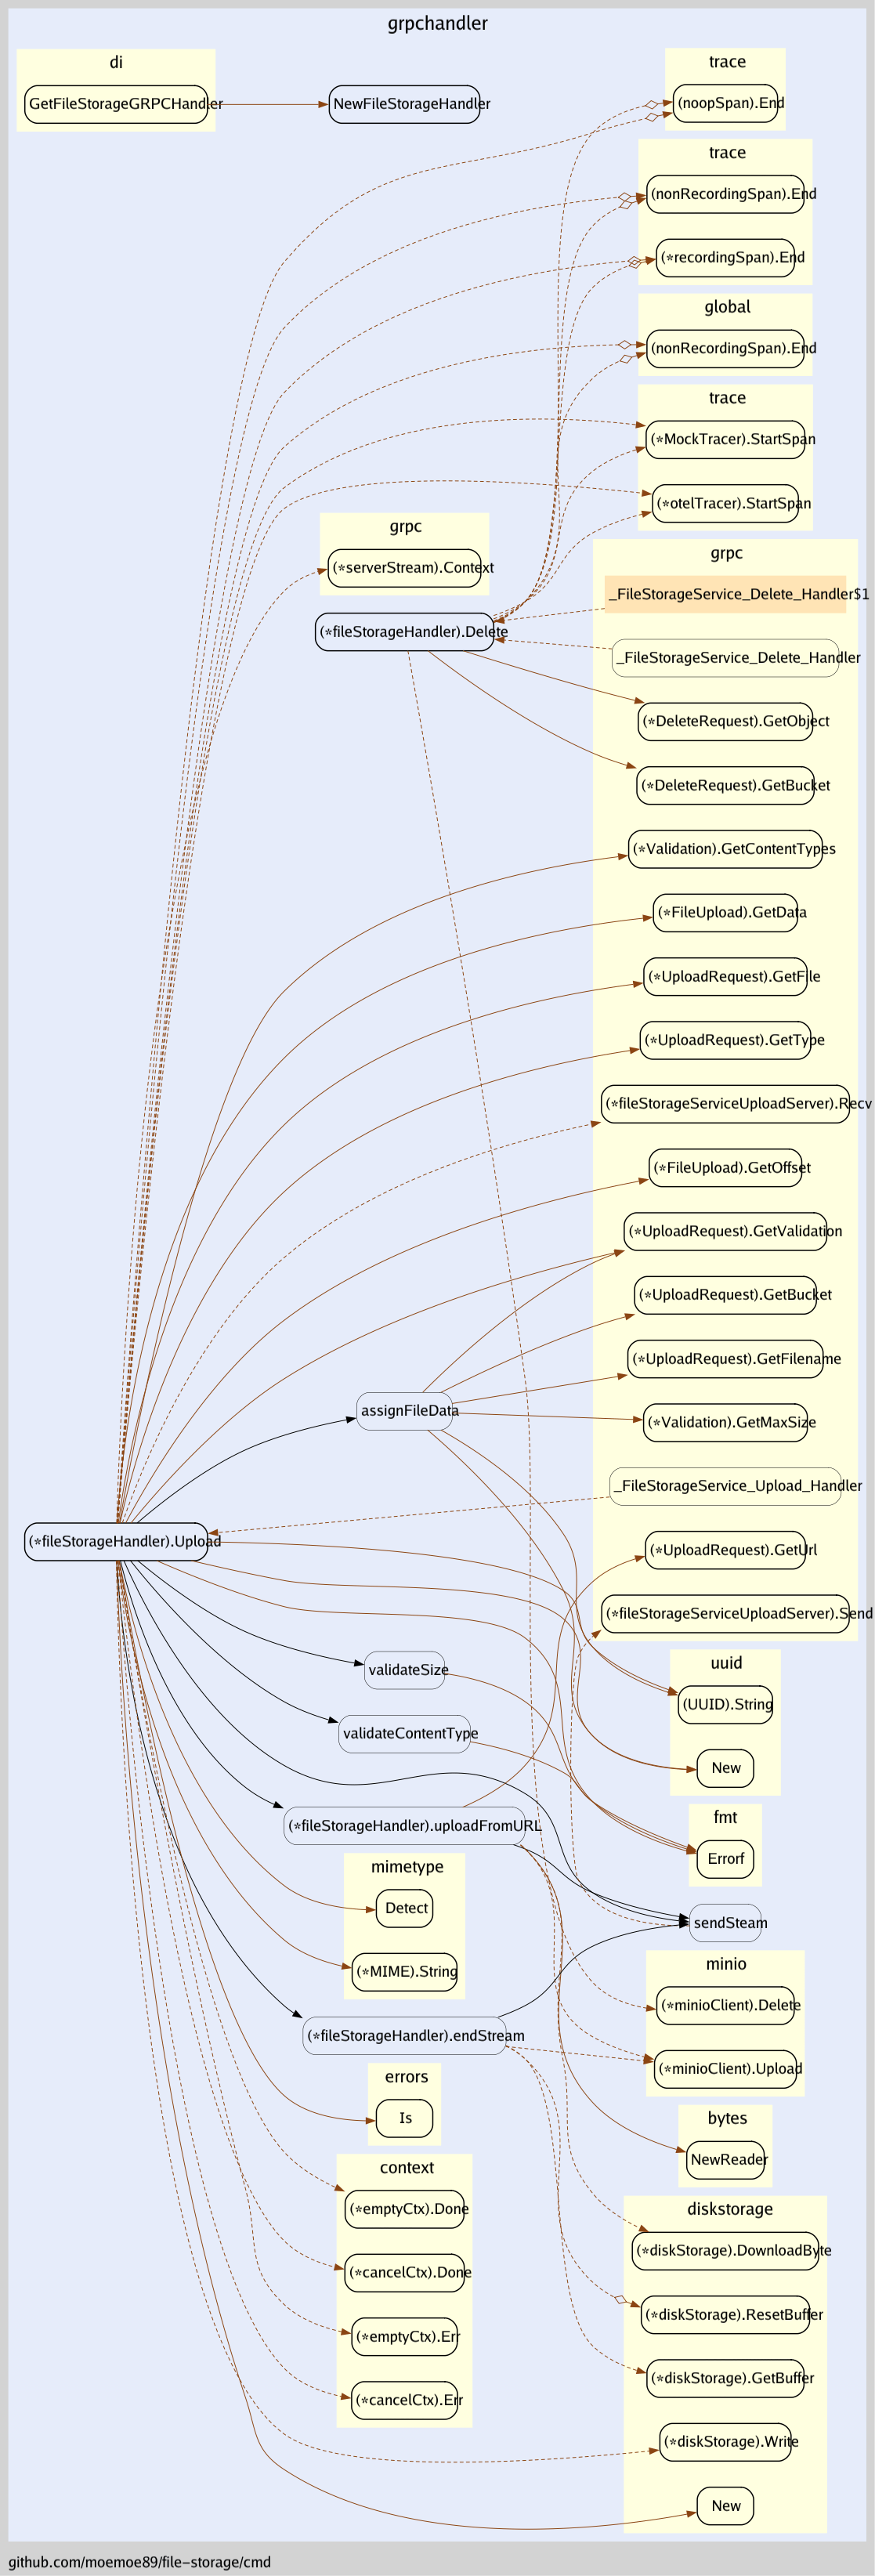 grpchandler
di
GetFileStorageGRPCHandler
NewFileStorageHandler
trace
(noopSpan).End
trace
(nonRecordingSpan).End
(*recordingSpan).End
global
(nonRecordingSpan).End
trace
(*MockTracer).StartSpan
(*otelTracer).StartSpan
grpc
(*serverStream).Context
(*fileStorageHandler).Delete
grpc
_FileStorageService_Delete_Handler$1
_FileStorageService_Delete_Handler
(*DeleteRequest).GetObject
(*DeleteRequest).GetBucket
(*Validation).GetContentTypes
(*FileUpload).GetData
(*UploadRequest).GetFile
(*UploadRequest).GetType
(*fileStorageServiceUploadServer).Recv
(*FileUpload).GetOffset
(*UploadRequest).GetValidation
(*UploadRequest).GetBucket
(*UploadRequest).GetFilename
assignFileData
(*Validation).GetMaxSize
_FileStorageService_Upload_Handler
(*fileStorageHandler).Upload
(*UploadRequest).GetUrl
(*fileStorageServiceUploadServer).Send
validateSize
uuid
(UUID).String
validateContentType
New
(*fileStorageHandler).uploadFromURL
fmt
Errorf
mimetype
Detect
sendSteam
(*MIME).String
minio
(*minioClient).Delete
(*fileStorageHandler).endStream
(*minioClient).Upload
errors
Is
bytes
NewReader
context
(*emptyCtx).Done
(*cancelCtx).Done
(*emptyCtx).Err
(*cancelCtx).Err
diskstorage
(*diskStorage).DownloadByte
(*diskStorage).ResetBuffer
(*diskStorage).GetBuffer
(*diskStorage).Write
New
github.com/moemoe89/file-storage/cmd